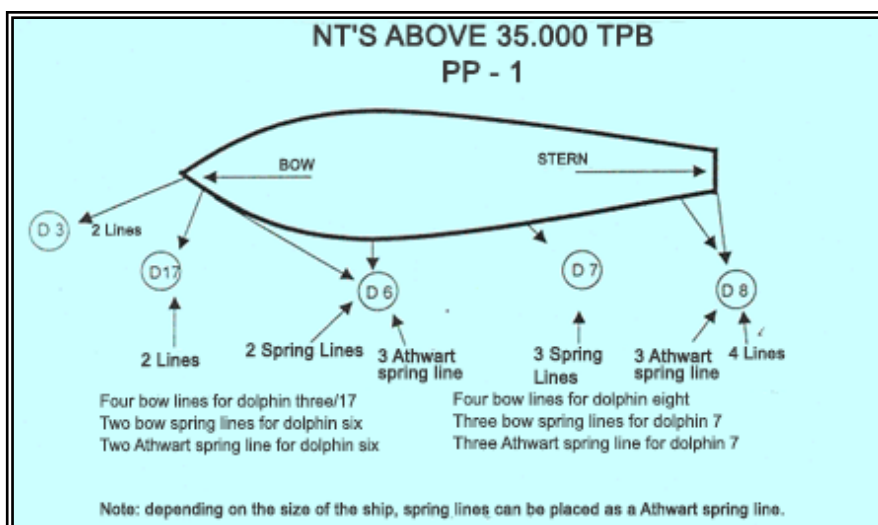 NT'S ABOVE 35.000 TPB
PP - 1
BOW
STERN
D 3
2 Lines
D17
D 6
D 7
D 8
2 Lines
2 Spring Lines
3 Athwart
spring line
3 Spring
Lines
3 Athwart
spring line
4 Lines
Four bow lines for dolphin three/17
Two bow spring lines for dolphin six
Two Athwart spring line for dolphin six
Four bow lines for dolphin eight
Three bow spring lines for dolphin 7
Three Athwart spring line for dolphin 7
Note: depending on the size of the ship, spring lines can be placed as a Athwart spring line.